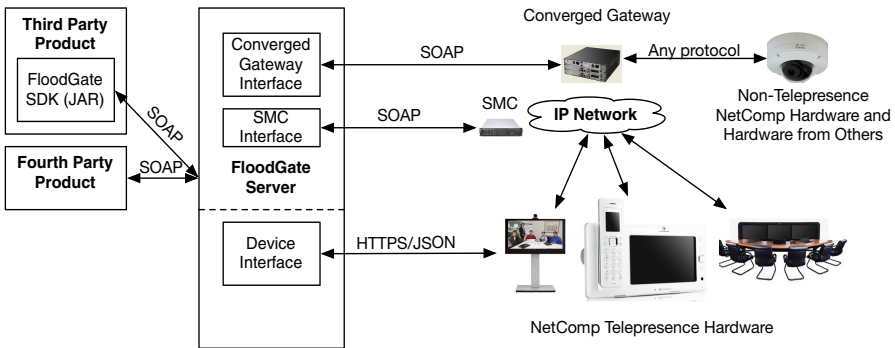 Third Party
Product
FloodGate
SDK (JAR)
SOAP
Fourth Party
Product
SOAP
Converged
Gateway
Interface
SMC
Interface
FloodGate
Server
Device
Interface
SOAP
SOAP
HTTPS/JSON
Converged Gateway
Any protocol
SMC
IP Network
Non-Telepresence
NetComp Hardware and
Hardware from Others
NetComp Telepresence Hardware